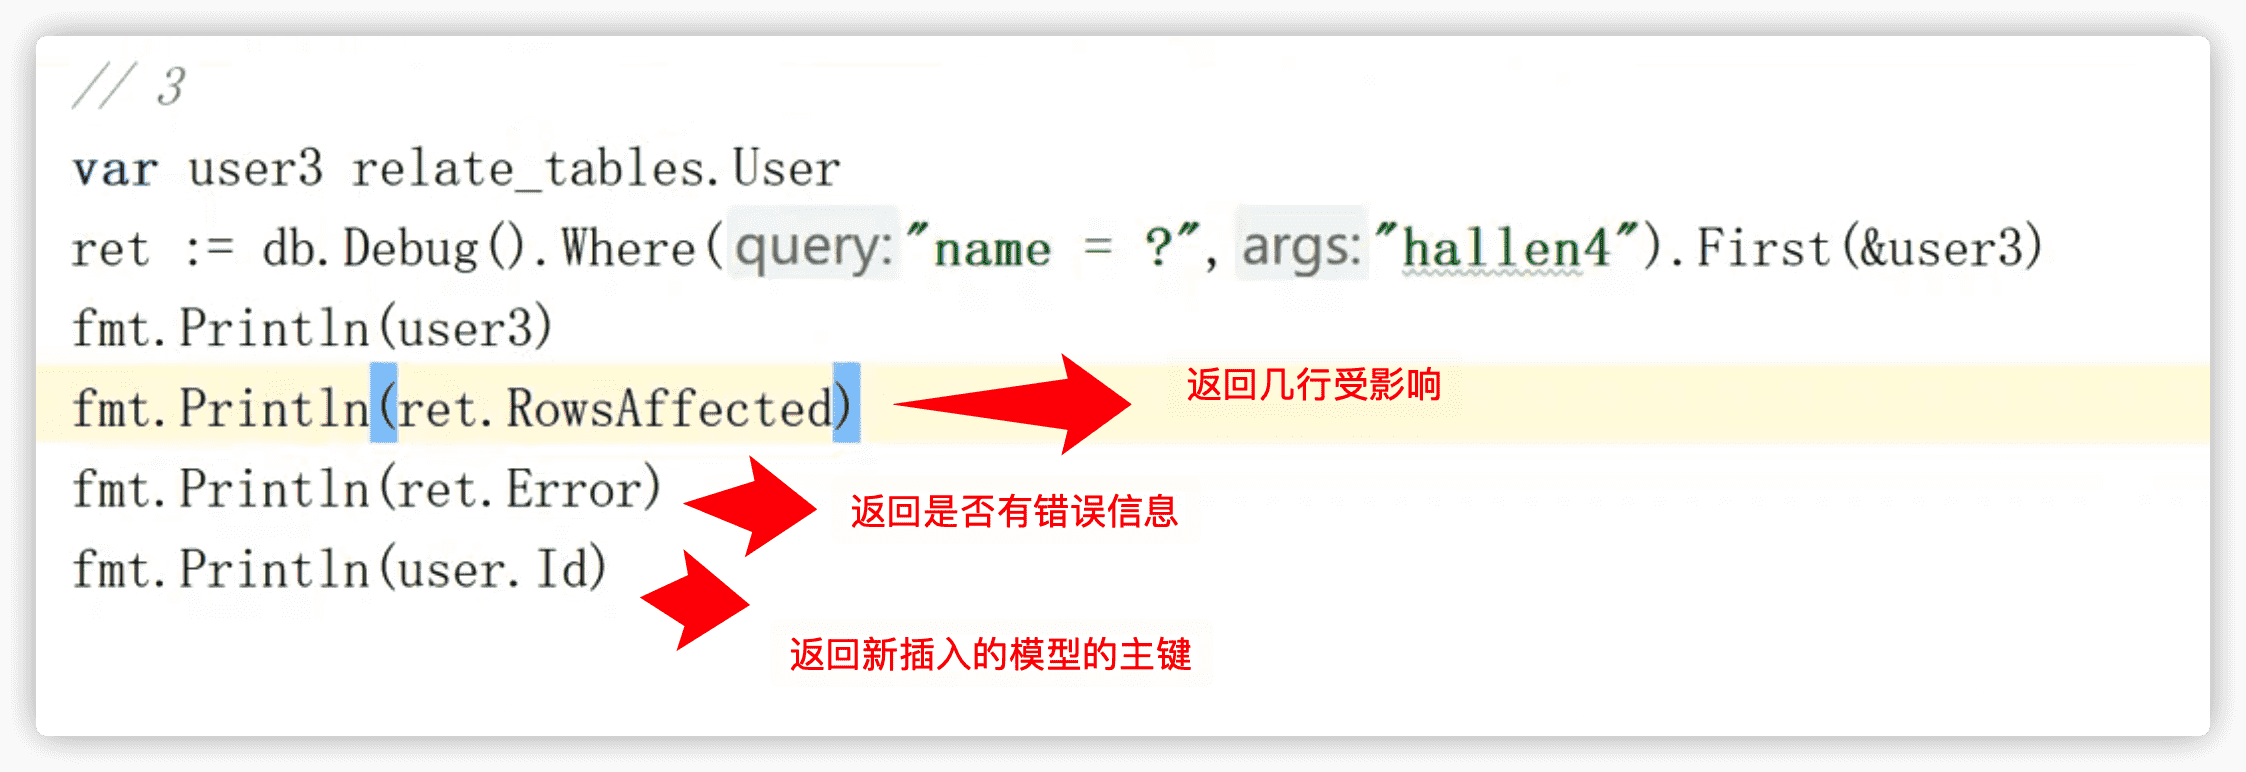 // 3
var user3 relate_tables.User
ret := db.Debug().Where(query:"name = ?", args:"hallen4").First(&user3)
fmt.Println(user3)
fmt.Println(ret.RowsAffected)
返回几行受影响
fmt.Println(ret.Error)
返回是否有错误信息
fmt.Println(user.Id)
返回新插入的模型的主键